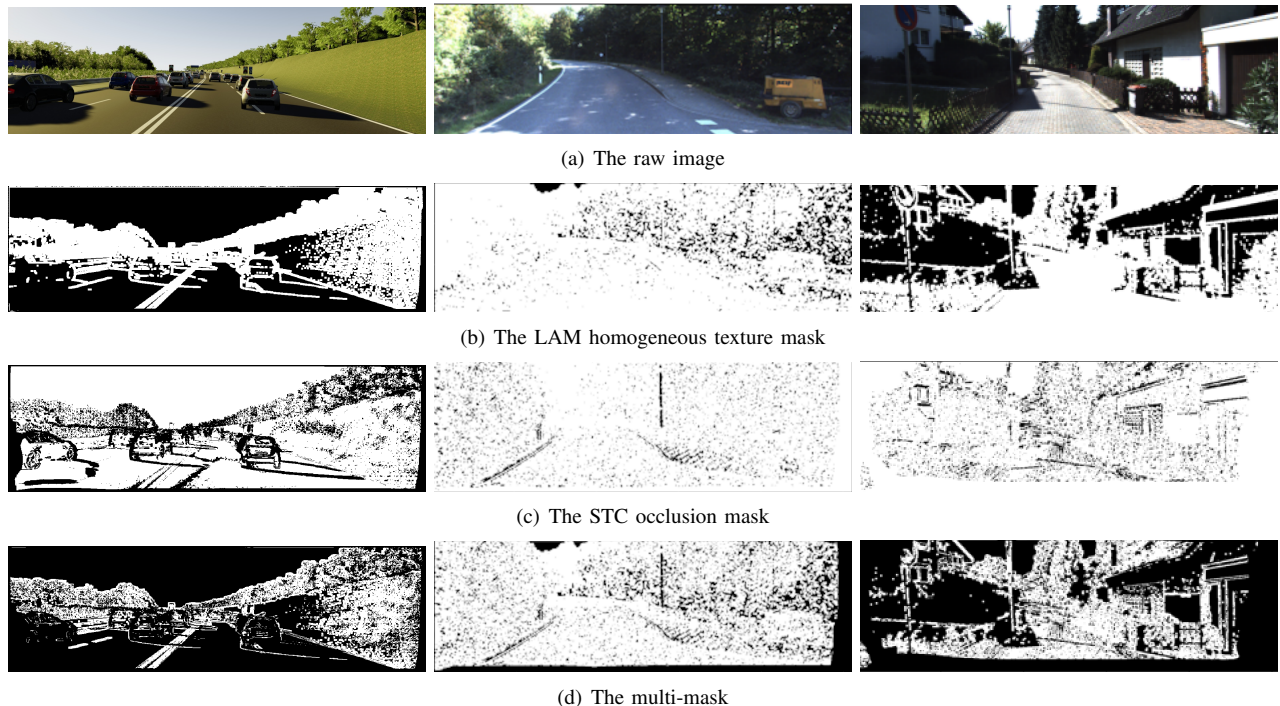 (a) The raw image
(b) The LAM homogeneous texture mask
(c) The STC occlusion mask
(d) The multi-mask